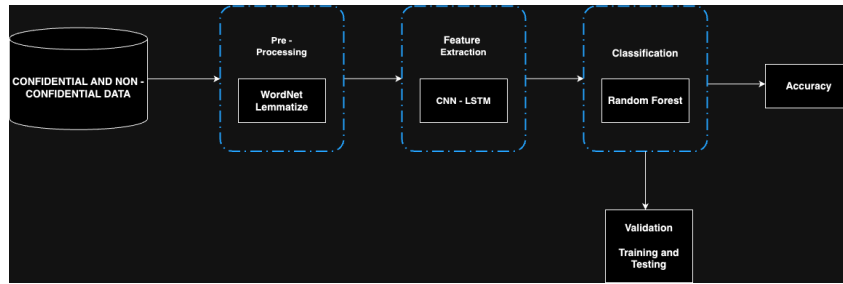 CONFIDENTIAL AND NON -
CONFIDENTIAL DATA
Pre -
Processing
WordNet
Lemmatize
Feature
Extraction
CNN - LSTM
Classification
Random Forest
Accuracy
Validation
Training and
Testing